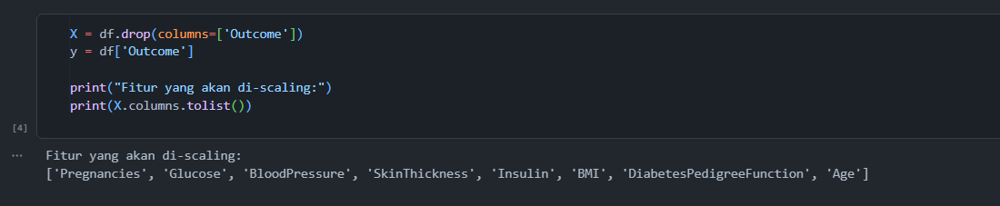 X = df.drop(columns=['Outcome'])
y = df['Outcome']
print("Fitur yang akan di-scaling:")
print(X.columns.tolist())
[4]
...
Fitur yang akan di-scaling:
['Pregnancies', 'Glucose', 'BloodPressure', 'SkinThickness', 'Insulin', 'BMI', 'DiabetesPedigreeFunction', 'Age']